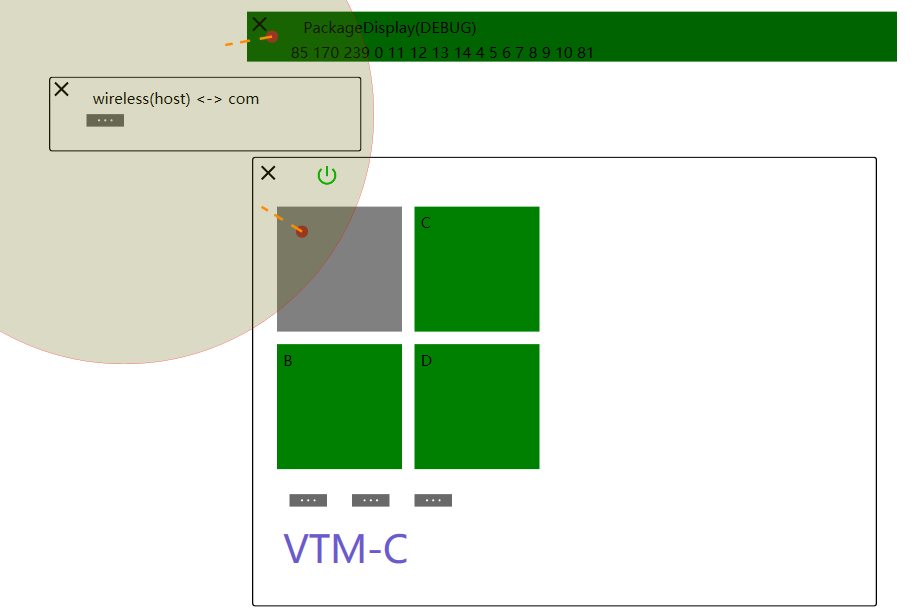 PackageDisplay(DEBUG)
85 170 239 0 11 12 13 14 4 5 6 7 8 9 10 81
wireless(host) <-> com
C
B
D
VTM-C